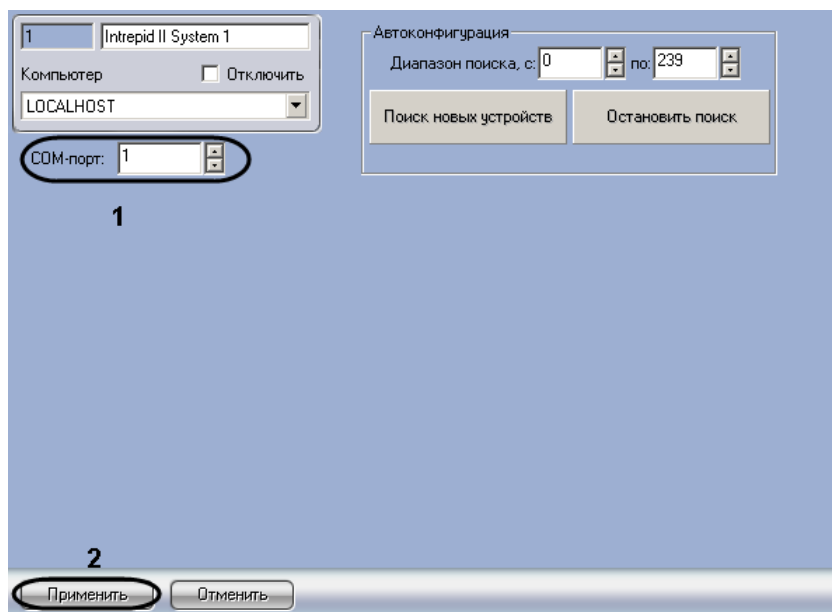 1 Intrepid II System 1
Компьютер Отключить
LOCALHOST
COM-порт: 1
1
Автоконфигурация
Диапазон поиска, с: 0 по: 239
Поиск новых устройств Остановить поиск
2
Применить Отменить